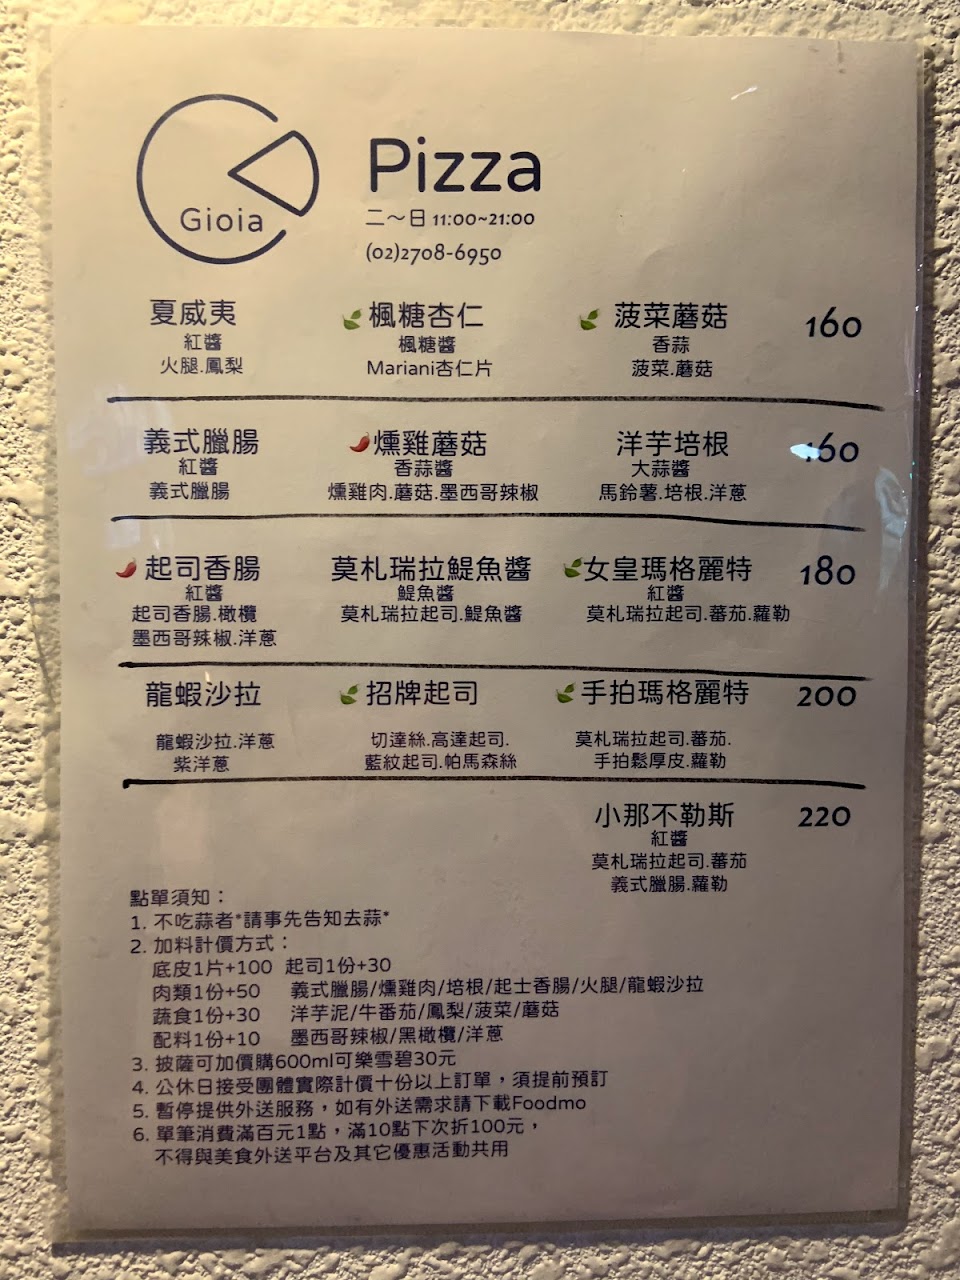 Gioia
Pizza
二～日 11:00~21:00
(02)2708-6950
夏威夷 楓糖杏仁 菠菜蘑菇 160
紅醬 楓糖醬 香蒜
火腿.鳳梨 Mariani杏仁片 菠菜.蘑菇
義式臘腸 燻雞蘑菇 洋芋培根 160
紅醬 香蒜醬 大蒜醬
義式臘腸 燻雞肉.蘑菇.墨西哥辣椒 馬鈴薯.培根.洋蔥
起司香腸 莫札瑞拉鯷魚醬 女皇瑪格麗特 180
紅醬 鯷魚醬 紅醬
起司香腸.橄欖 莫札瑞拉起司.鯷魚醬 莫札瑞拉起司.蕃茄.蘿勒
墨西哥辣椒.洋蔥
龍蝦沙拉 招牌起司 手拍瑪格麗特 200
龍蝦沙拉.洋蔥 切達絲.高達起司. 莫札瑞拉起司.蕃茄.
紫洋蔥 藍紋起司.帕馬森絲 手拍鬆厚皮.蘿勒
小那不勒斯 220
紅醬
莫札瑞拉起司.蕃茄
義式臘腸.蘿勒
點單須知：
1. 不吃蒜者*請事先告知去蒜*
2. 加料計價方式：
底皮1片+100 起司1份+30
肉類1份+50 義式臘腸/燻雞肉/培根/起士香腸/火腿/龍蝦沙拉
蔬食1份+30 洋芋泥/牛蕃茄/鳳梨/菠菜/蘑菇
配料1份+10 墨西哥辣椒/黑橄欖/洋蔥
3. 披薩可加價購600ml可樂雪碧30元
4. 公休日接受團體實際計價十份以上訂單，須提前預訂
5. 暫停提供外送服務，如有外送需求請下載Foodmo
6. 單筆消費滿百元1點，滿10點下次折100元，
不得與美食外送平台及其它優惠活動共用